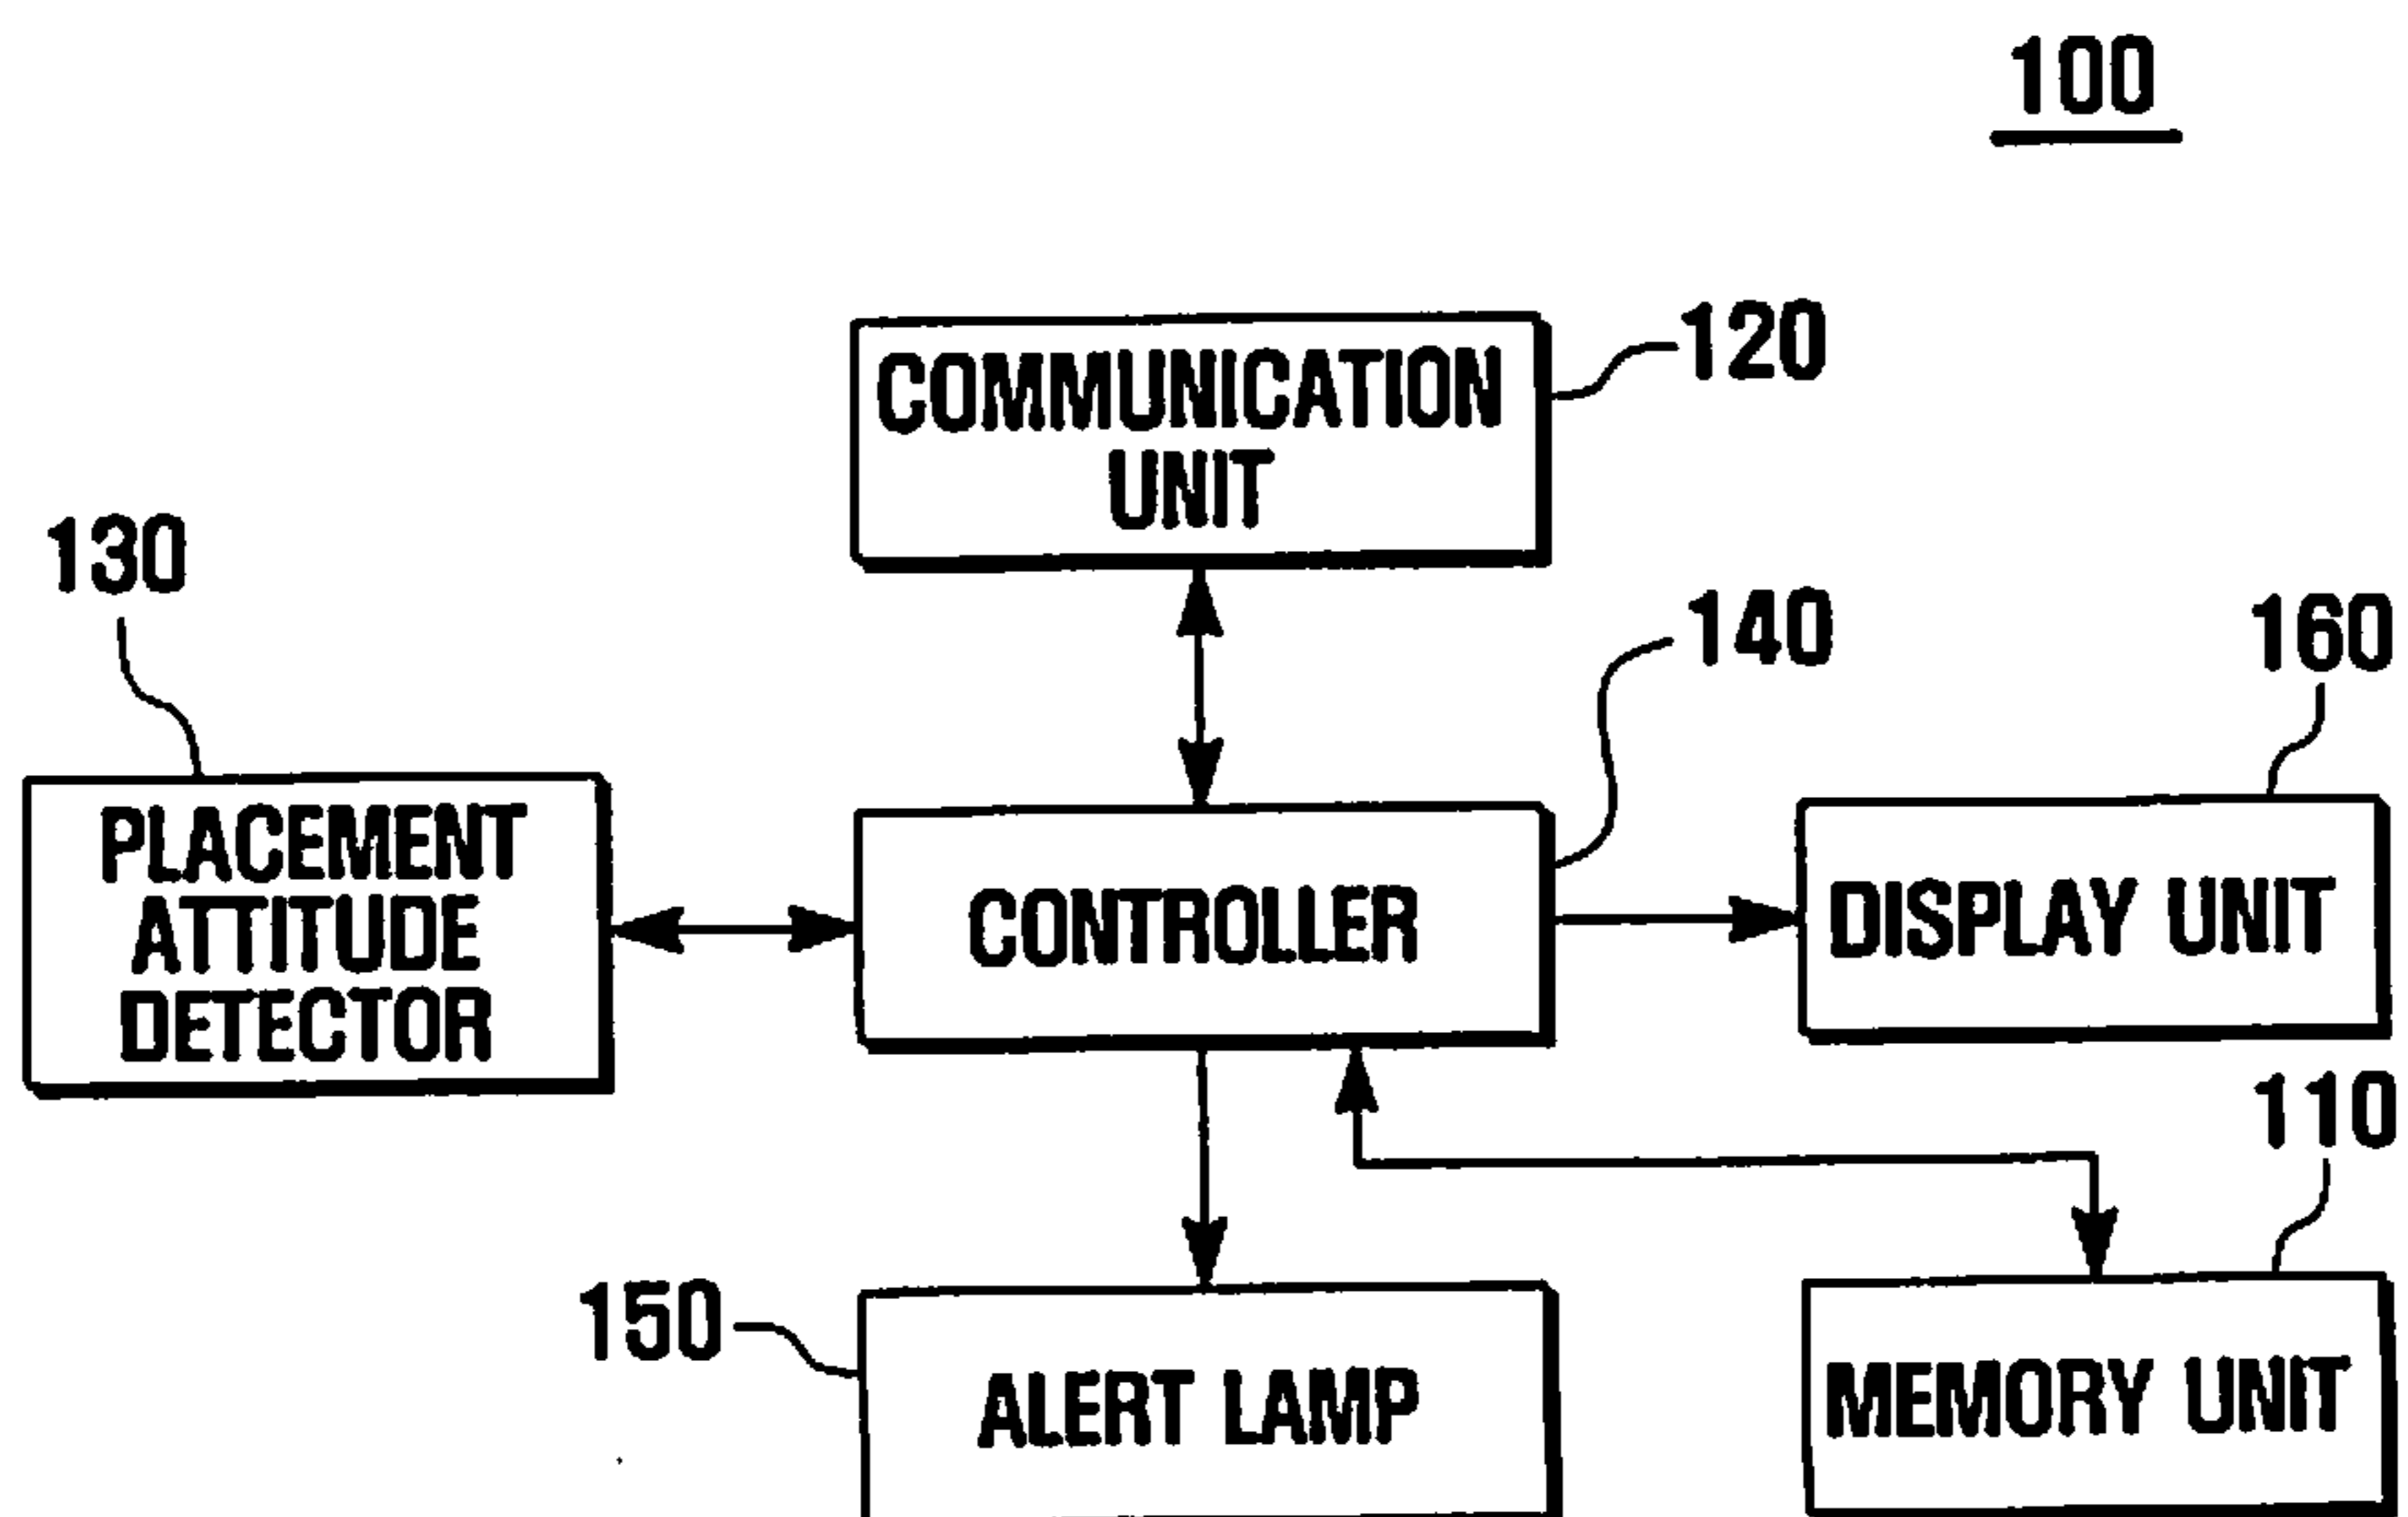 100
120
COMMUNICATION
UNIT
130
140
160
PLACEMENT
ATTITUDE
DETECTOR
CONTROLLER
DISPLAY UNIT
110
150
ALERT LAMP
MEMORY UNIT